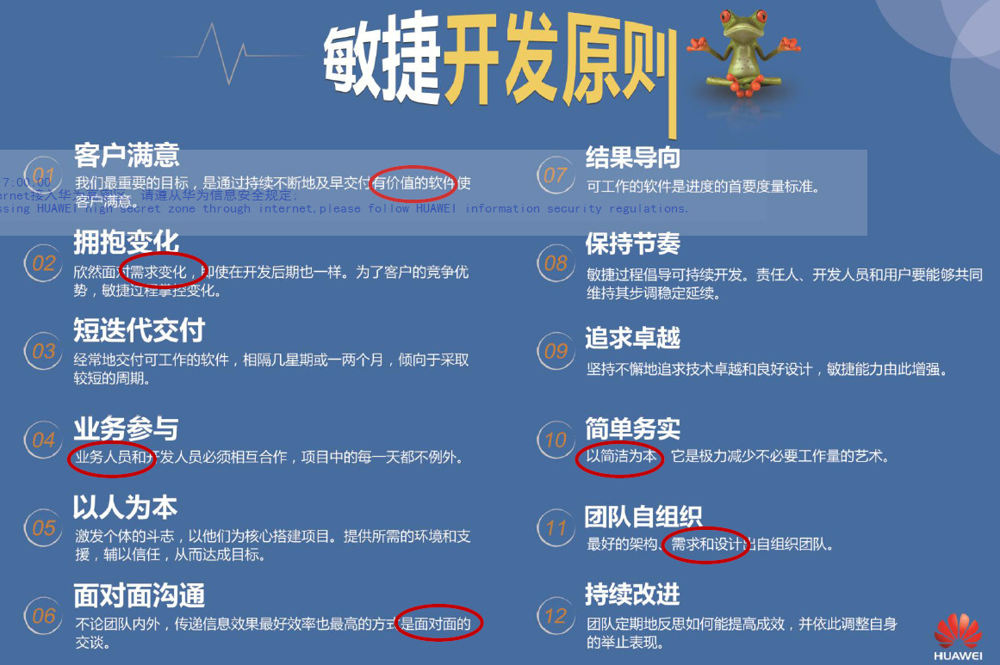 敏捷开发原则
01
客户满意
我们最重要的目标，是通过持续不断地及早交付有价值的软件使
客户满意。
7:00:00
ernet接入华为高密区，请遵从华为信息安全规定;
ssing HUAWEI high secret zone through internet,please follow HUAWEI information security regulations.
02
拥抱变化
欣然面对需求变化，即使在开发后期也一样。为了客户的竞争优
势，敏捷过程掌控变化。
03
短迭代交付
经常地交付可工作的软件，相隔几星期或一两个月，倾向于采取
较短的周期。
04
业务参与
业务人员和开发人员必须相互合作，项目中的每一天都不例外。
05
以人为本
激发个体的斗志，以他们为核心搭建项目。提供所需的环境和支
援，辅以信任，从而达成目标。
06
面对面沟通
不论团队内外，传递信息效果最好效率也最高的方式是面对面的
交谈。
07
结果导向
可工作的软件是进度的首要度量标准。
08
保持节奏
敏捷过程倡导可持续开发。责任人、开发人员和用户要能够共同
维持其步调稳定延续。
09
追求卓越
坚持不懈地追求技术卓越和良好设计，敏捷能力由此增强。
10
简单务实
以简洁为本，它是极力减少不必要工作量的艺术。
11
团队自组织
最好的架构、需求和设计出自组织团队。
12
持续改进
团队定期地反思如何能提高成效，并依此调整自身
的举止表现。
HUAWEI